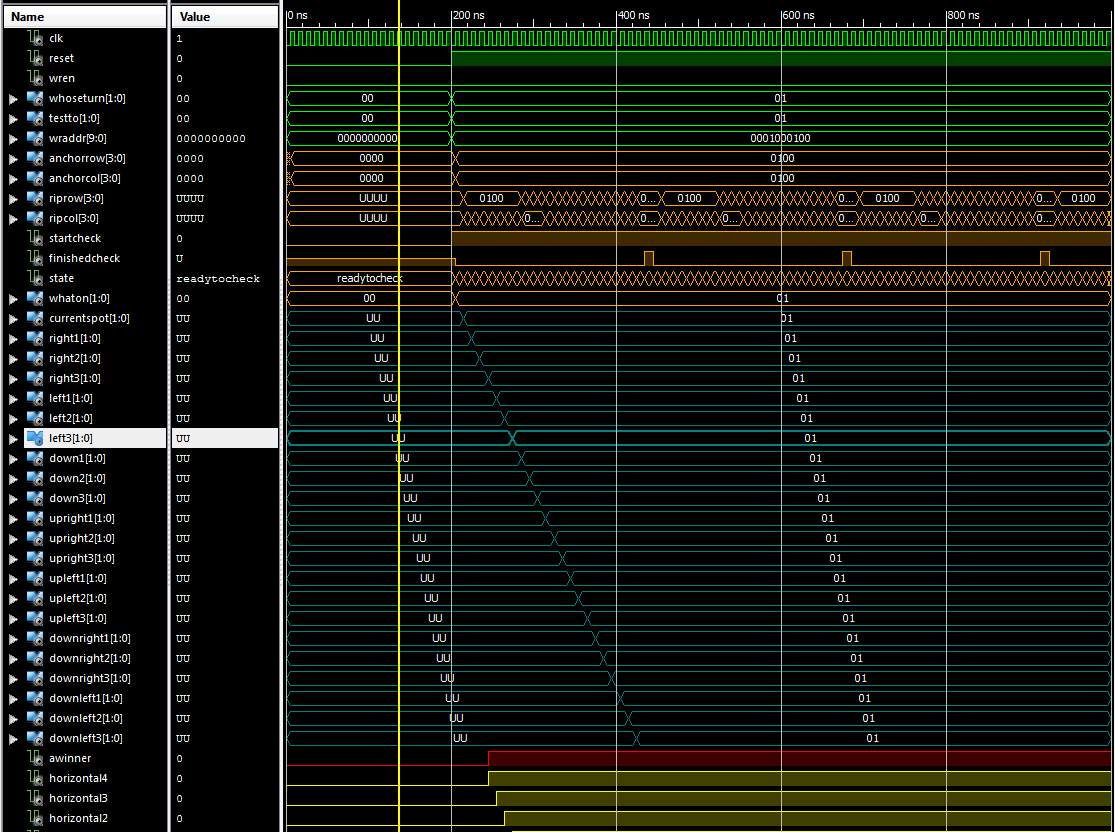 Name Value 0 ns 200 ns 400 ns 600 ns 800 ns
clk 1
reset 0
wren 0
whoseturn[1:0] 00 00 01
testto[1:0] 00 00 01
wraddr[9:0] 0000000000 0000000000 0001000100
anchorrow[3:0] 0000 0000 0100
anchorcol[3:0] 0000 0000 0100
riprow[3:0] UUUU UUUU 0100 0... 0100 0... 0100 0... 0100
ripcol[3:0] UUUU UUUU 0... 0... 0... 0... 0... 0...
startcheck 0
finishedcheck U
state readytocheck readytocheck
whaton[1:0] 00 00 01
currentspot[1:0] UU UU 01
right1[1:0] UU UU 01
right2[1:0] UU UU 01
right3[1:0] UU UU 01
left1[1:0] UU UU 01
left2[1:0] UU UU 01
left3[1:0] UU UU 01
down1[1:0] UU UU 01
down2[1:0] UU UU 01
down3[1:0] UU UU 01
upright1[1:0] UU UU 01
upright2[1:0] UU UU 01
upright3[1:0] UU UU 01
upleft1[1:0] UU UU 01
upleft2[1:0] UU UU 01
upleft3[1:0] UU UU 01
downright1[1:0] UU UU 01
downright2[1:0] UU UU 01
downright3[1:0] UU UU 01
downleft1[1:0] UU UU 01
downleft2[1:0] UU UU 01
downleft3[1:0] UU UU 01
awinner 0
horizontal4 0
horizontal3 0
horizontal2 0